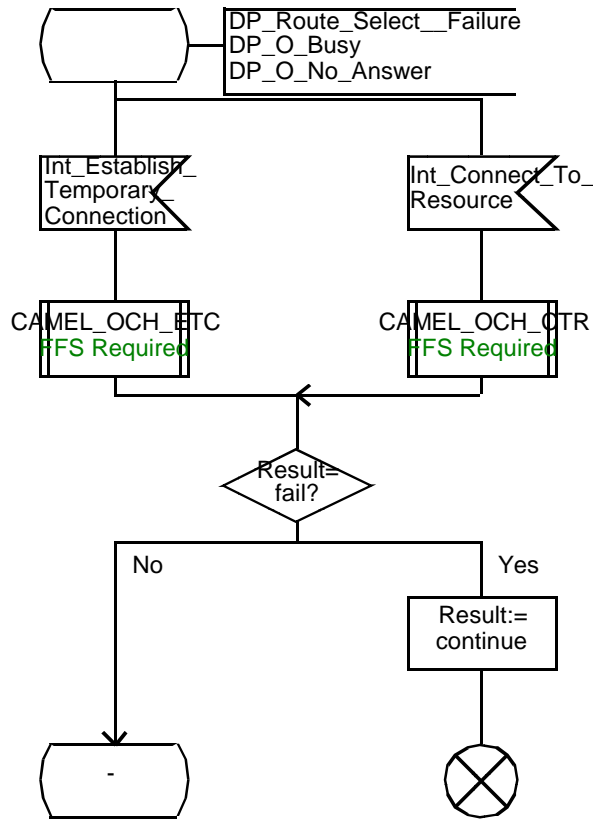 DP_Route_Select__Failure
DP_O_Busy
DP_O_No_Answer
Int_Establish_
Temporary_
Connection
Int_Connect_To_
Resource
CAMEL_OCH_ETC
FFS Required
CAMEL_OCH_CTR
FFS Required
Result=
fail?
No
Yes
Result:=
continue
-